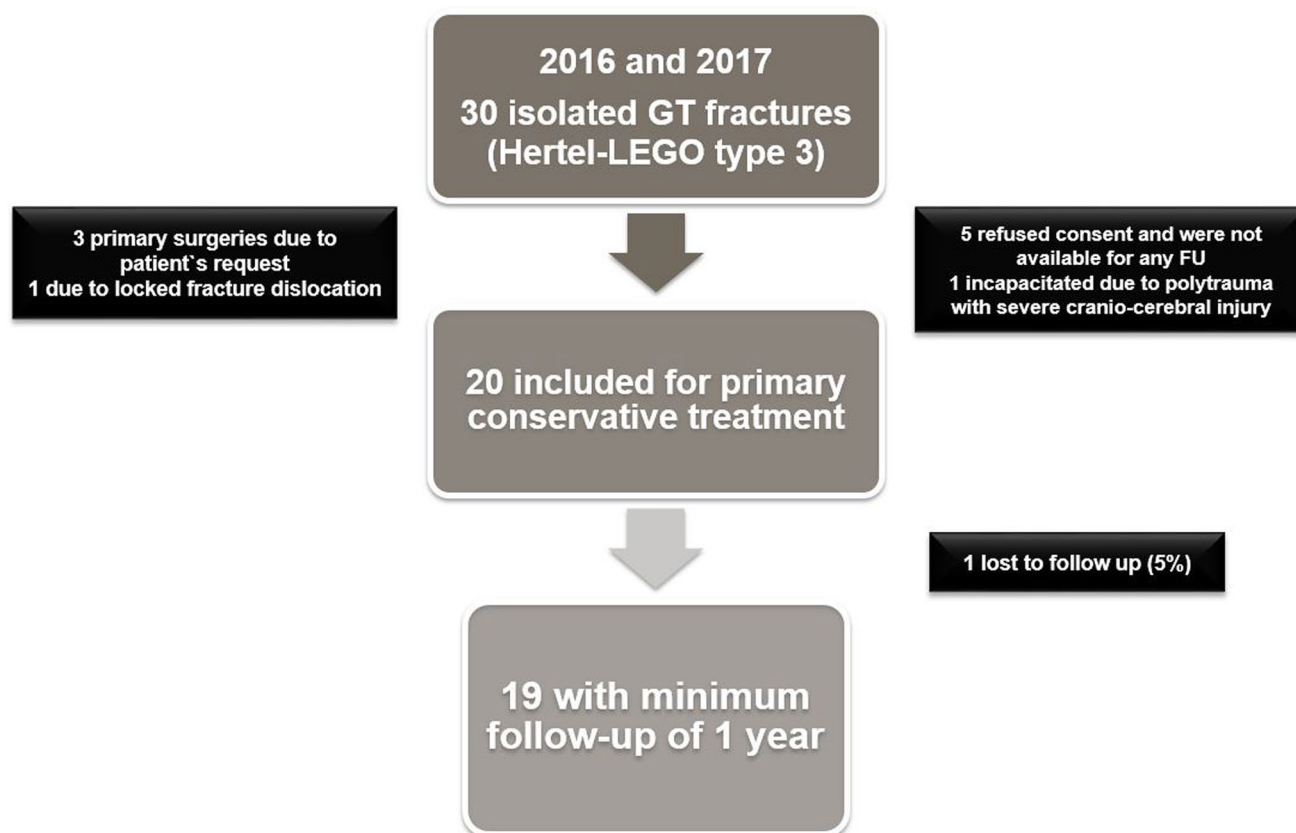 2016 and 2017
30 isolated GT fractures
(Hertel-LEGO type 3)
3 primary surgeries due to
patient`s request
1 due to locked fracture dislocation
5 refused consent and were not
available for any FU
1 incapacitated due to polytrauma
with severe cranio-cerebral injury
20 included for primary
conservative treatment
1 lost to follow up (5%)
19 with minimum
follow-up of 1 year